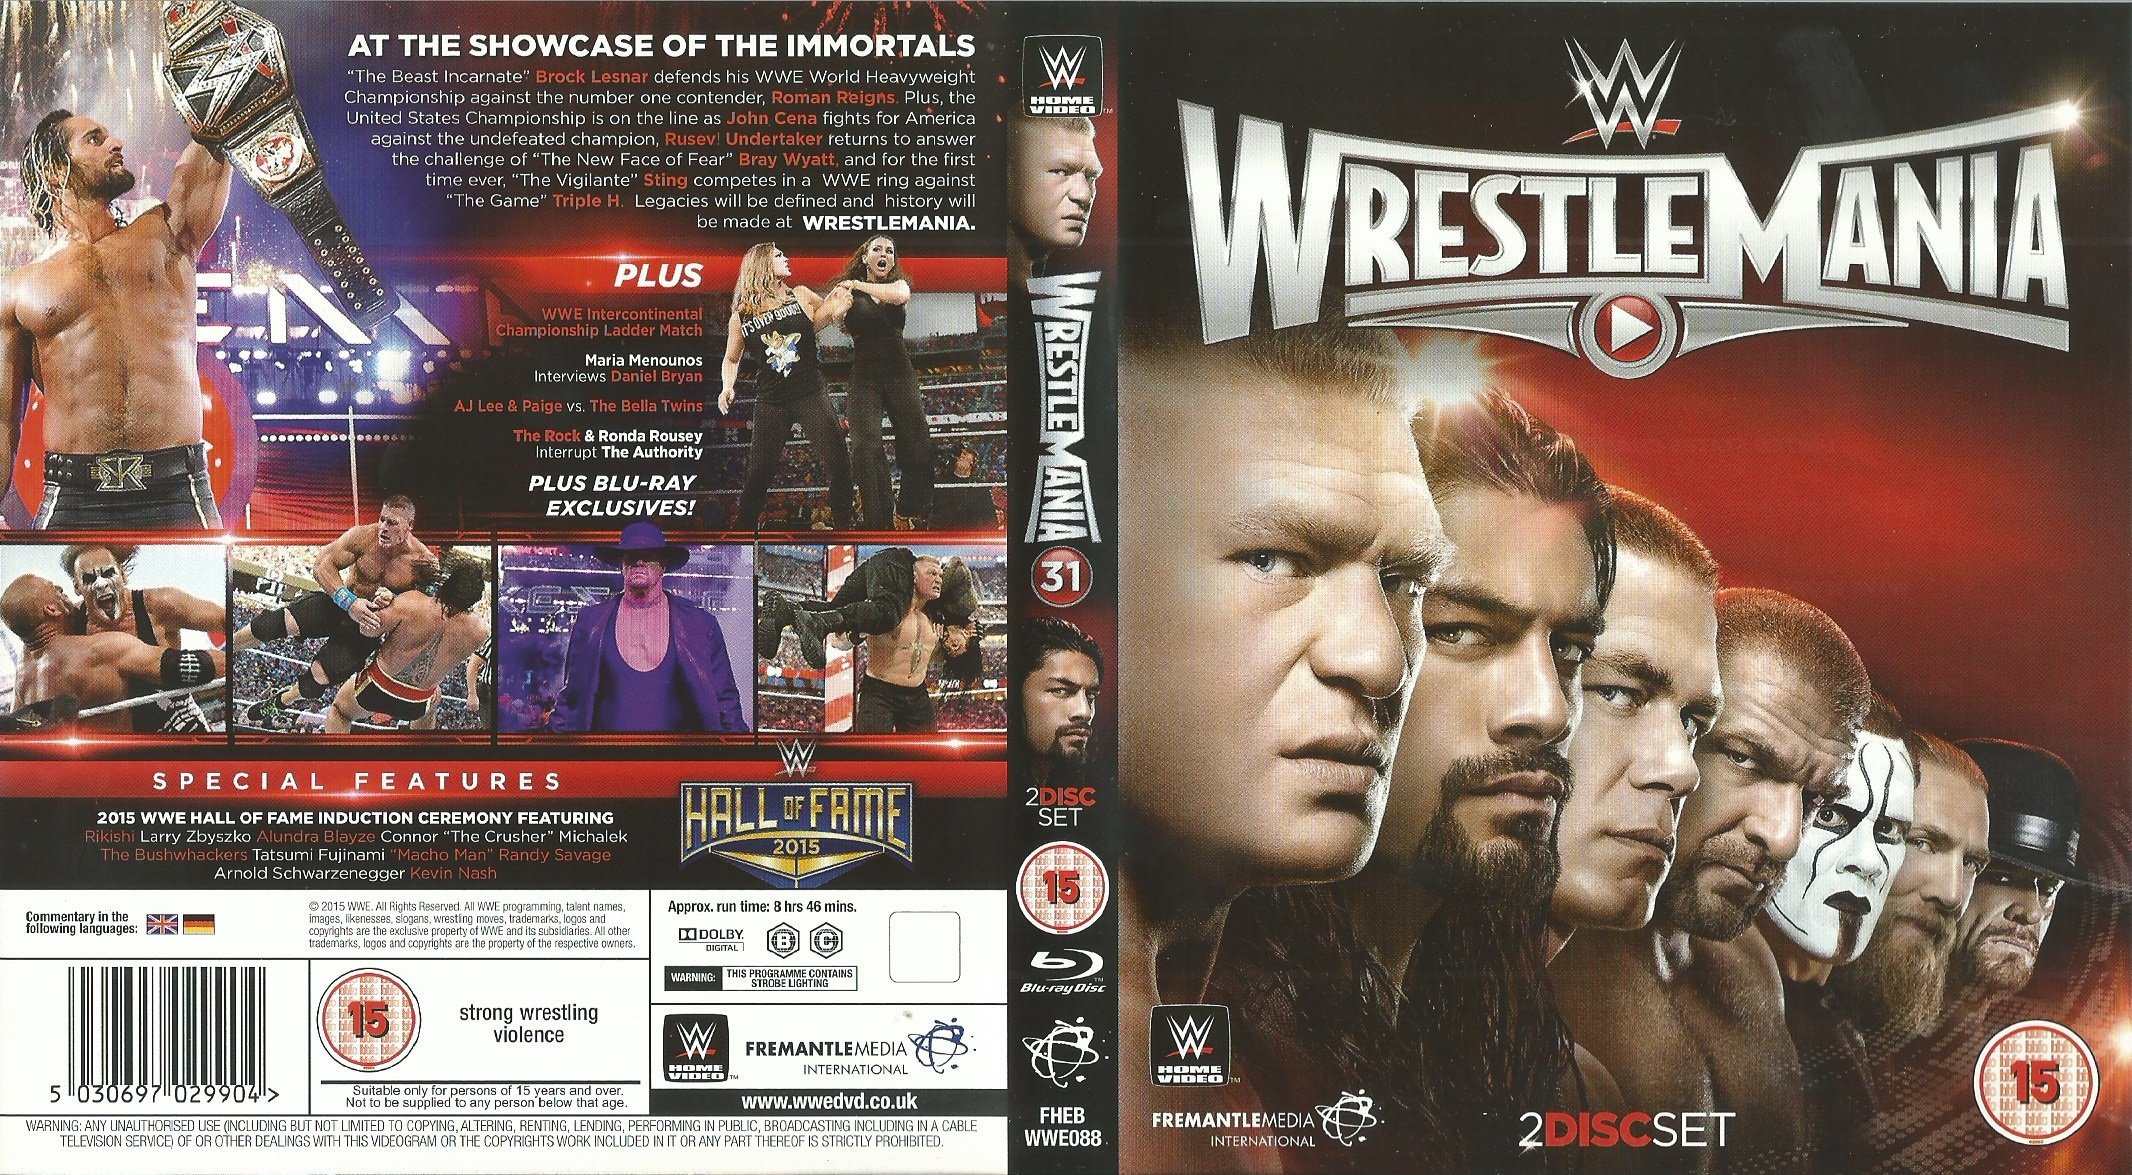 AT THE SHOWCASE OF THE IMMORTALS
“The Beast Incarnate” Brock Lesnar defends his WWE World Heavyweight
Championship against the number one contender, Roman Reigns. Plus, the
United States Championship is on the line as John Cena fights for America
against the undefeated champion, Rusev! Undertaker returns to answer
the challenge of “The New Face of Fear” Bray Wyatt, and for the first
time ever, “The Vigilante” Sting competes in a WWE ring against
“The Game” Triple H. Legacies will be defined and history will
be made at WRESTLEMANIA.
PLUS
WWE Intercontinental
Championship Ladder Match
Maria Menounos
Interviews Daniel Bryan
AJ Lee & Paige vs. The Bella Twins
The Rock & Ronda Rousey
Interrupt The Authority
PLUS BLU-RAY
EXCLUSIVES!
IT'S OVER 9000!!
SPECIAL FEATURES
2015 WWE HALL OF FAME INDUCTION CEREMONY FEATURING
Rikishi Larry Zbyszko Alundra Blayze Connor “The Crusher” Michalek
The Bushwhackers Tatsumi Fujinami “Macho Man” Randy Savage
Arnold Schwarzenegger Kevin Nash
W
HALL OF FAME
2015
Commentary in the
following languages:
© 2015 WWE. All Rights Reserved. All WWE programming, talent names,
images, likenesses, slogans, wrestling moves, trademarks, logos and
copyrights are the exclusive property of WWE and its subsidiaries. All other
trademarks, logos and copyrights are the property of the respective owners.
Approx. run time: 8 hrs 46 mins.
DOLBY
DIGITAL
B C
WARNING: THIS PROGRAMME CONTAINS
STROBE LIGHTING
5 030697 029904 >
15
strong wrestling
violence
Suitable only for persons of 15 years and over.
Not to be supplied to any person below that age.
W
HOME
VIDEO
TM
FREMANTLEMEDIA
INTERNATIONAL
www.wwedvd.co.uk
WARNING: ANY UNAUTHORISED USE (INCLUDING BUT NOT LIMITED TO COPYING, ALTERING, RENTING, LENDING, PERFORMING IN PUBLIC, BROADCASTING INCLUDING IN A CABLE
TELEVISION SERVICE) OF OR OTHER DEALINGS WITH THIS VIDEOGRAM OR THE COPYRIGHTS WORK INCLUDED IN IT OR ANY PART THEREOF IS STRICTLY PROHIBITED.
W
HOME
VIDEO
TM
WRESTLEMANIA
31
2DISC
SET
15
Blu-ray Disc
FHEB
WWE088
W
WRESTLEMANIA
W
HOME
VIDEO
TM
FREMANTLEMEDIA
INTERNATIONAL
2DISCSET
15